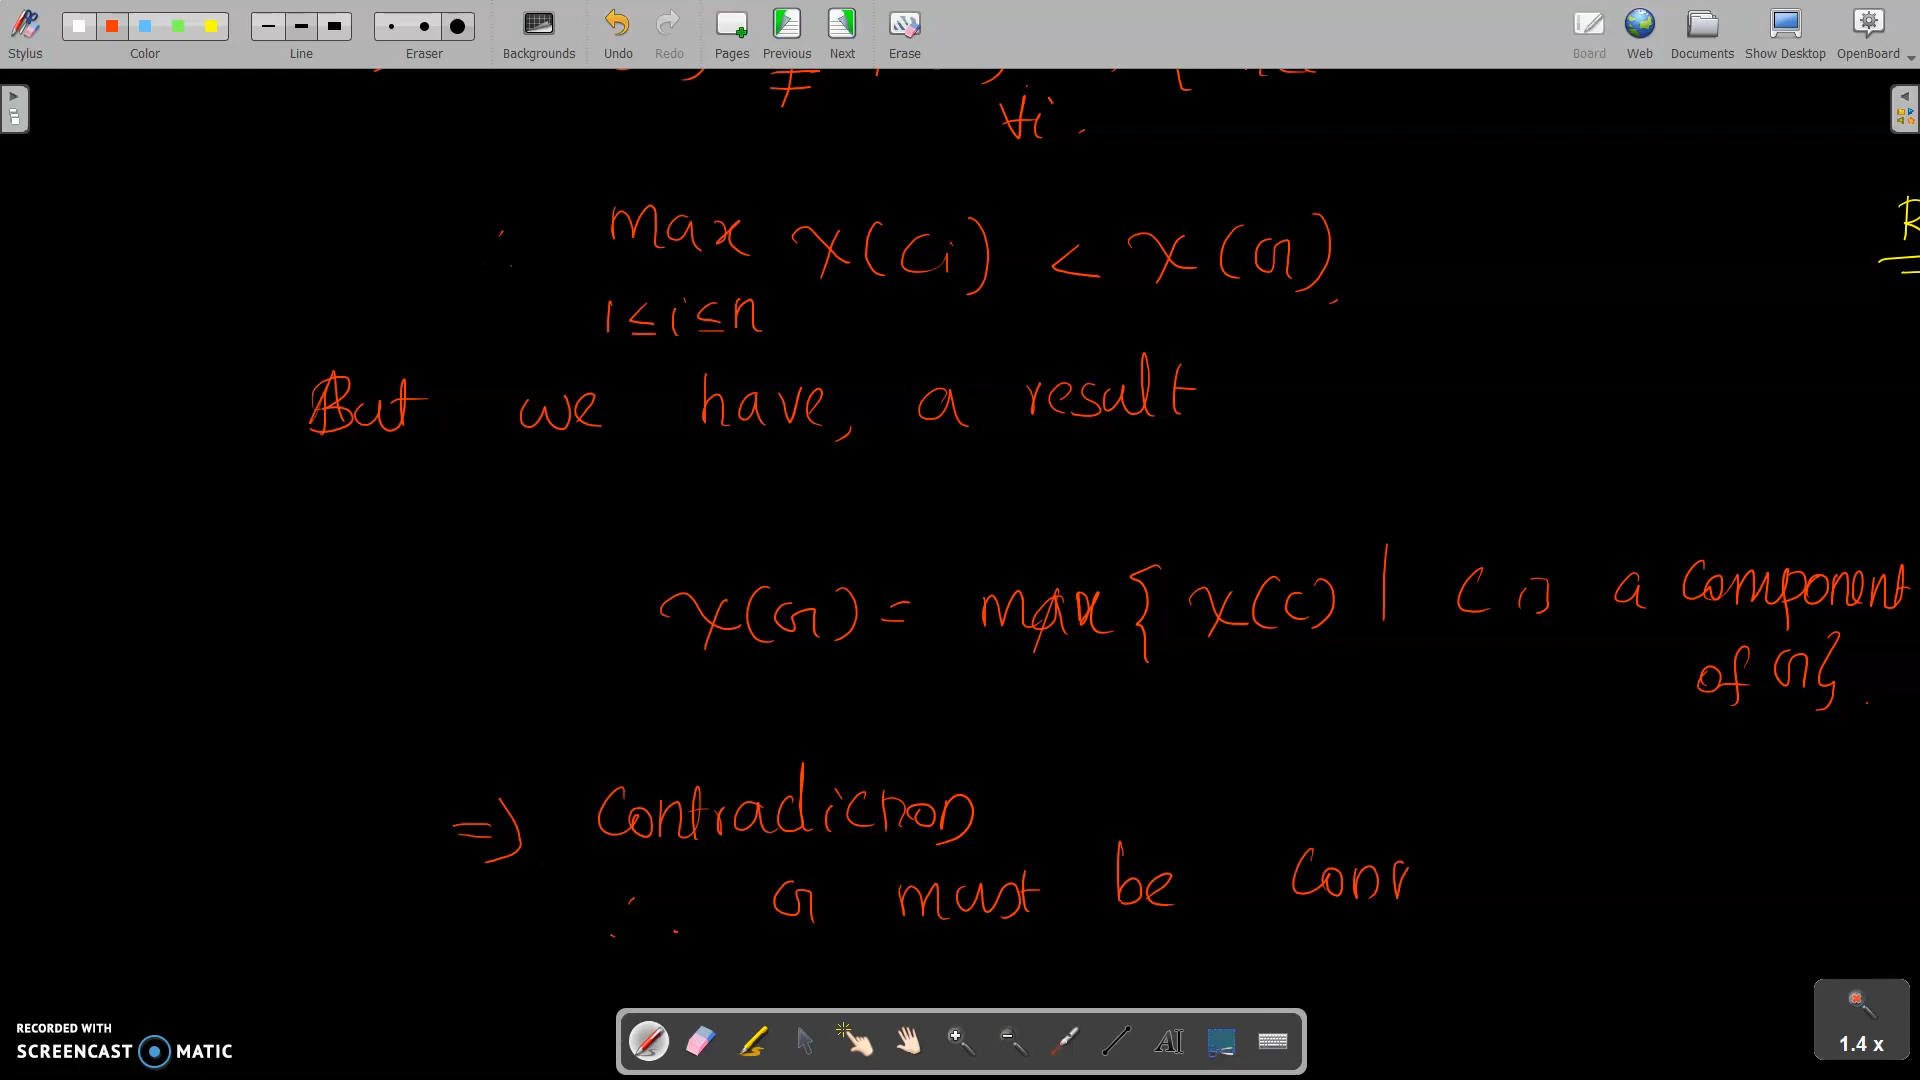 Stylus
Color
Line
Eraser
Backgrounds
Undo
Redo
Pages
Previous
Next
Erase
Board
Web
Documents
Show Desktop
OpenBoard
∀i.
∴ max χ(Ci) < χ(G).
1≤i≤n
But we have, a result
χ(G) = max{ χ(C) | C is a component
of G}.
=> Contradiction
∴ G must be Conn
RECORDED WITH
SCREENCAST MATIC
1.4 x